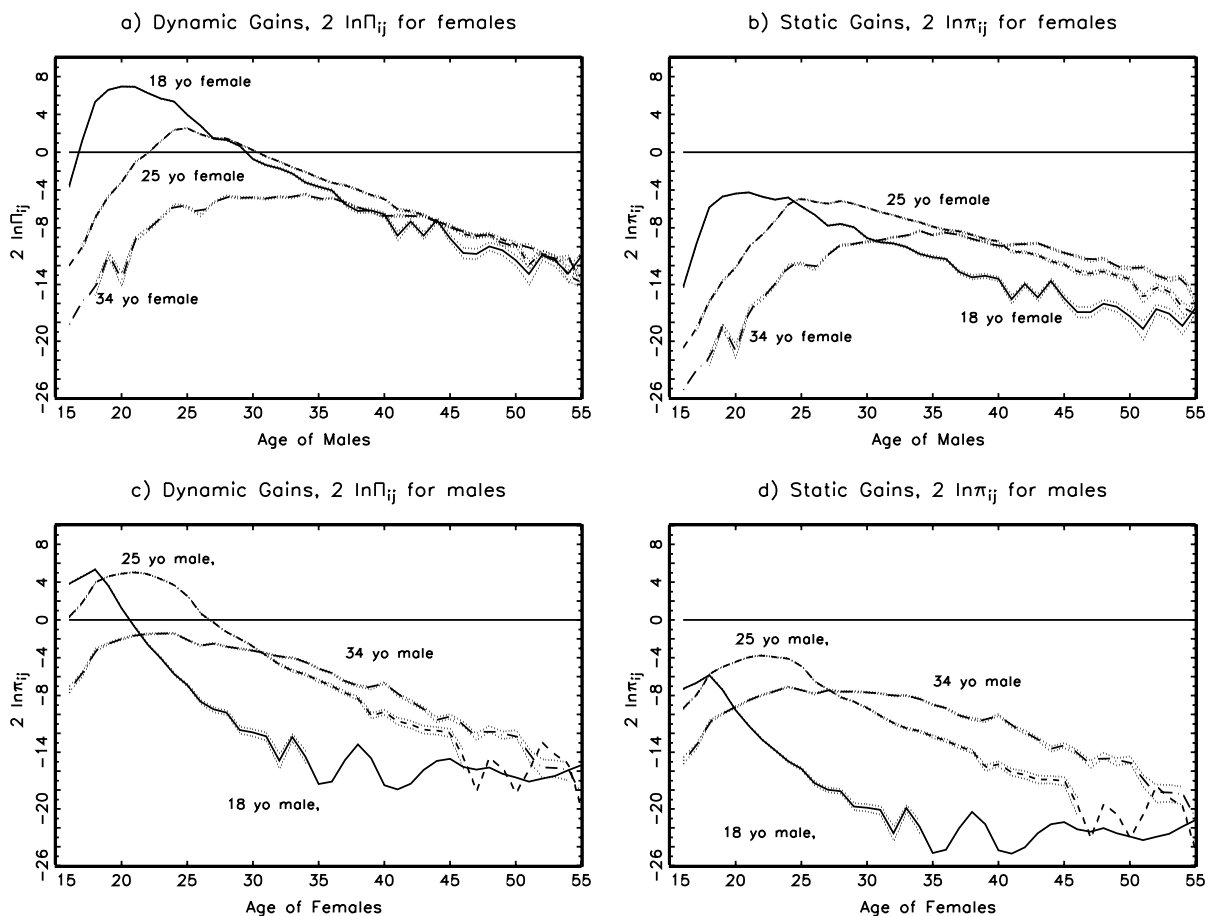 a) Dynamic Gains, 2 lnΠij for females
8
4
0
−4
−8
−14
−20
−26
2 lnΠij
18 yo female
25 yo female
34 yo female
15 20 25 30 35 40 45 50 55
Age of Males
b) Static Gains, 2 lnπij for females
8
4
0
−4
−8
−14
−20
−26
2 lnπij
25 yo female
18 yo female
34 yo female
15 20 25 30 35 40 45 50 55
Age of Males
c) Dynamic Gains, 2 lnΠij for males
8
4
0
−4
−8
−14
−20
−26
2 lnπij
25 yo male,
34 yo male
18 yo male,
15 20 25 30 35 40 45 50 55
Age of Females
d) Static Gains, 2 lnπij for males
8
4
0
−4
−8
−14
−20
−26
2 lnπij
25 yo male,
34 yo male
18 yo male,
15 20 25 30 35 40 45 50 55
Age of Females